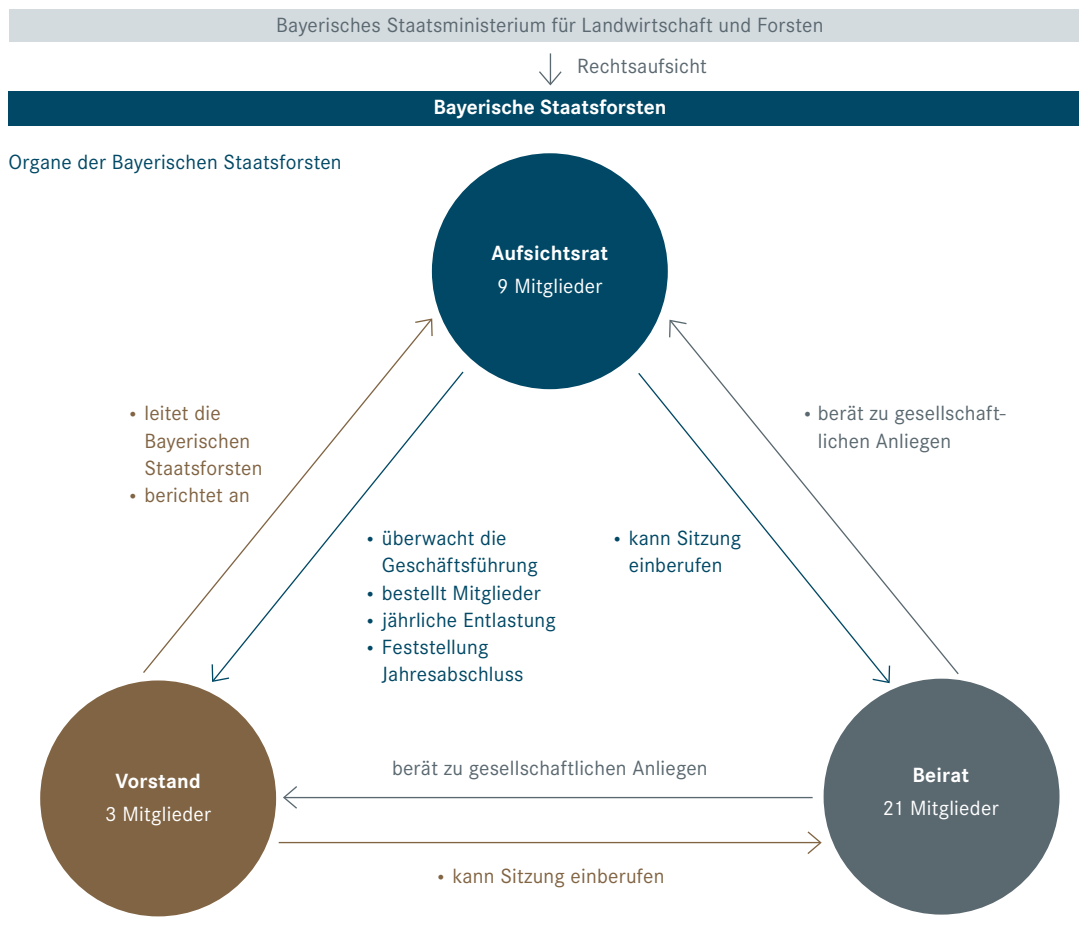 Bayerisches Staatsministerium für Landwirtschaft und Forsten
Rechtsaufsicht
Bayerische Staatsforsten
Organe der Bayerischen Staatsforsten
Aufsichtsrat
9 Mitglieder
• leitet die
Bayerischen
Staatsforsten
• berichtet an
• berät zu gesellschaft-
lichen Anliegen
• überwacht die
Geschäftsführung
• bestellt Mitglieder
• jährliche Entlastung
• Feststellung
Jahresabschluss
• kann Sitzung
einberufen
Vorstand
3 Mitglieder
berät zu gesellschaftlichen Anliegen
• kann Sitzung einberufen
Beirat
21 Mitglieder